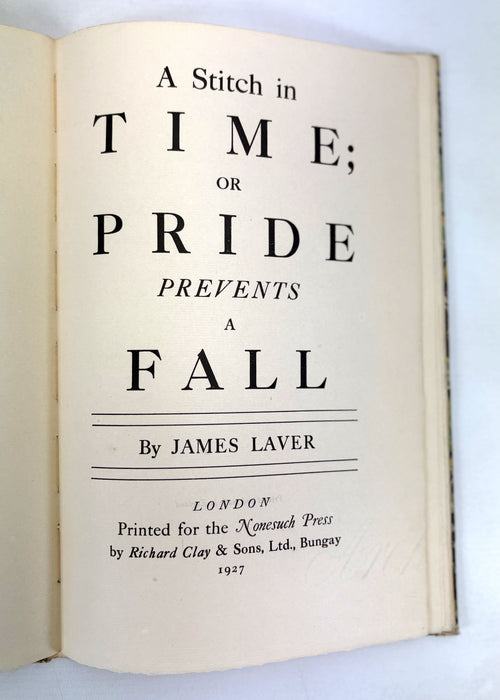 A Stitch in
TIME;
OR
PRIDE
PREVENTS
A
FALL
By JAMES LAVER
LONDON
Printed for the Nonesuch Press
by Richard Clay & Sons, Ltd., Bungay
1927